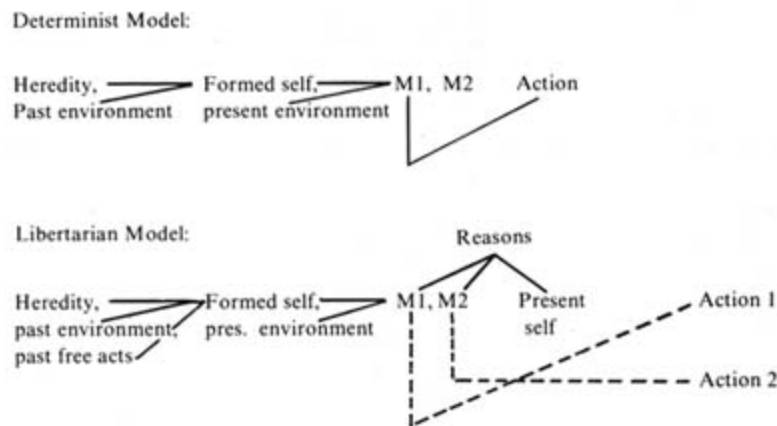 Determinist Model:
Heredity, Formed self, M1, M2 Action
Past environment present environment
Libertarian Model:
Reasons
Heredity, Formed self, M1, M2 Present Action 1
past environment, pres. environment self
past free acts
Action 2